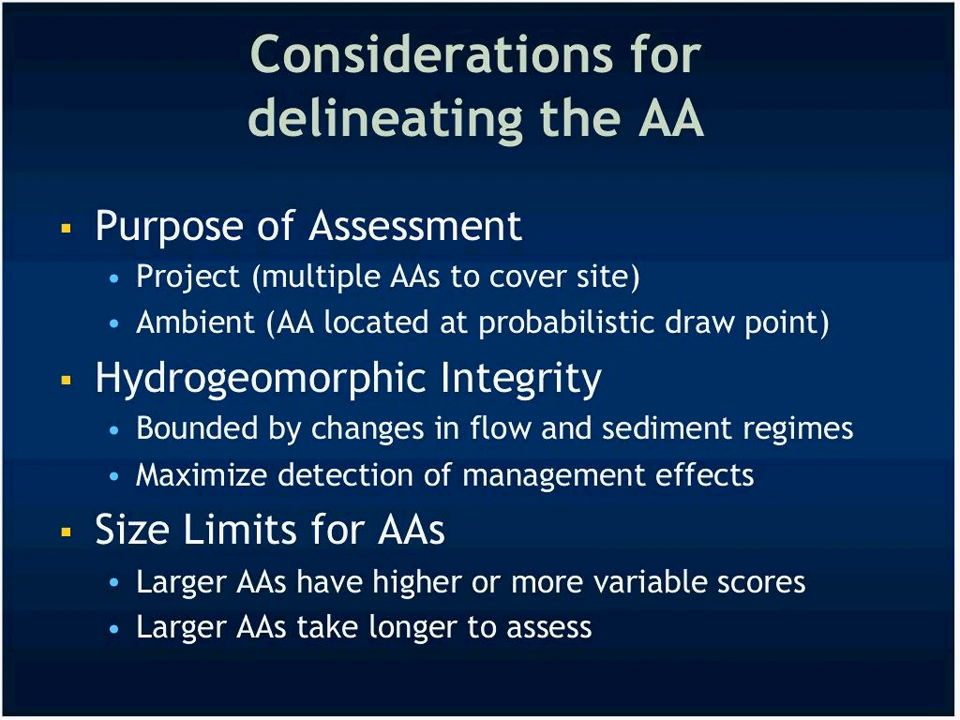 Considerations for
delineating the AA
▪ Purpose of Assessment
• Project (multiple AAs to cover site)
• Ambient (AA located at probabilistic draw point)
▪ Hydrogeomorphic Integrity
• Bounded by changes in flow and sediment regimes
• Maximize detection of management effects
▪ Size Limits for AAs
• Larger AAs have higher or more variable scores
• Larger AAs take longer to assess